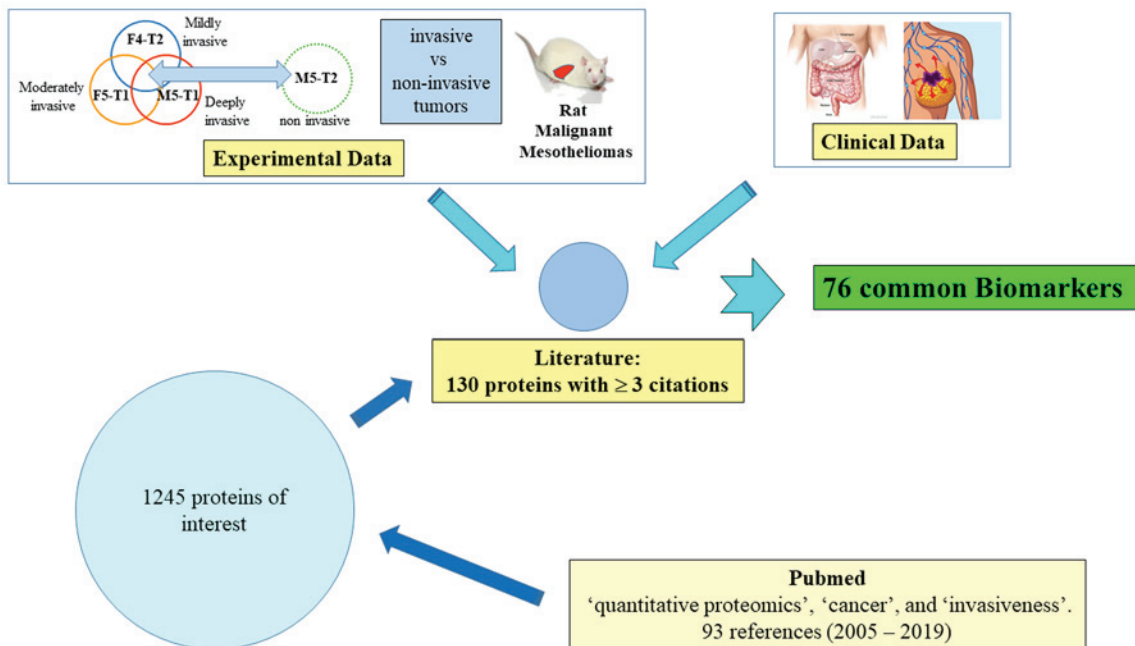 Mildly
invasive
F4-T2
Moderately
invasive
F5-T1
M5-T1
Deeply
invasive
M5-T2
non invasive
invasive
vs
non-invasive
tumors
Rat
Malignant
Mesotheliomas
Experimental Data
Clinical Data
76 common Biomarkers
Literature:
130 proteins with ≥ 3 citations
1245 proteins of
interest
Pubmed
‘quantitative proteomics’, ‘cancer’, and ‘invasiveness’.
93 references (2005 – 2019)